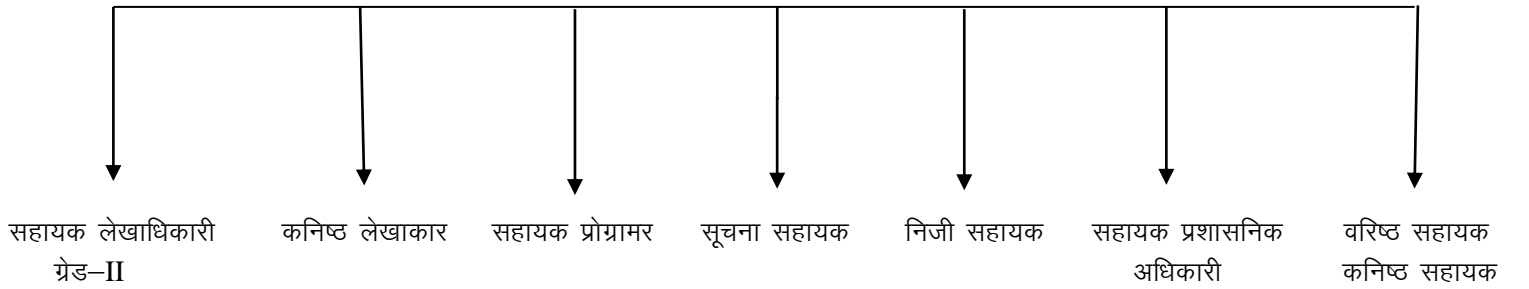 सहायक लेखाधिकारी
ग्रेड–II
कनिष्ठ लेखाकार
सहायक प्रोग्रामर
सूचना सहायक
निजी सहायक
सहायक प्रशासनिक
अधिकारी
वरिष्ठ सहायक
कनिष्ठ सहायक